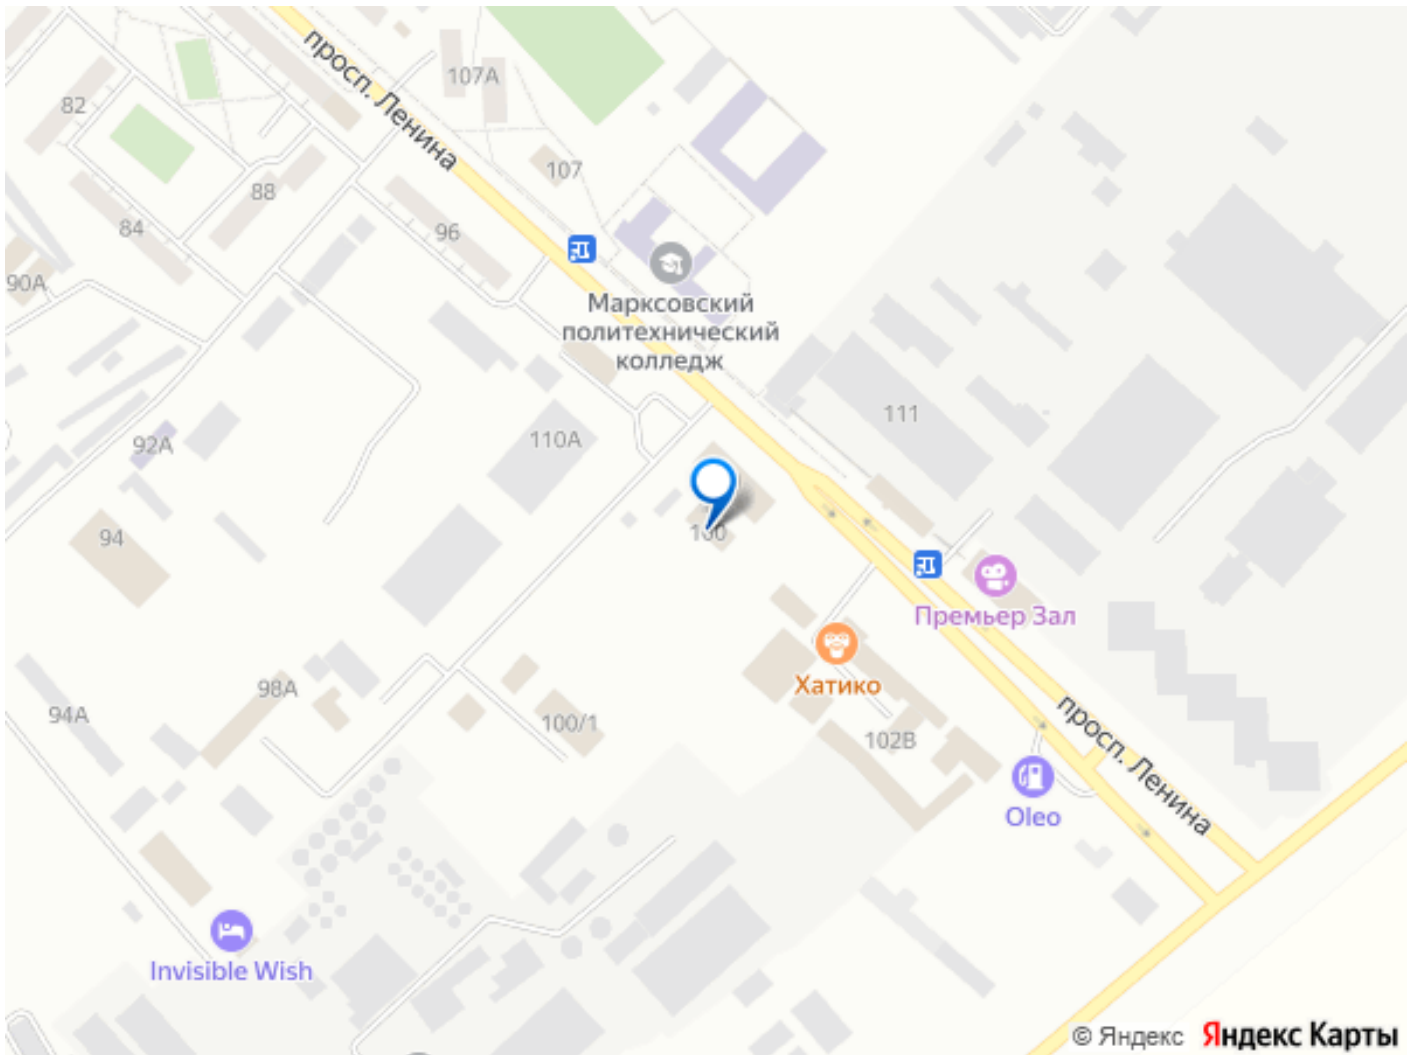 просп. Ленина
107А
82
107
88
84
96
90А
Марксовский
политехнический
колледж
111
110А
92А
94
100
Премьер Зал
Хатико
98А
94А
100/1
102В
просп. Ленина
Oleo
Invisible Wish
© Яндекс Яндекс Карты